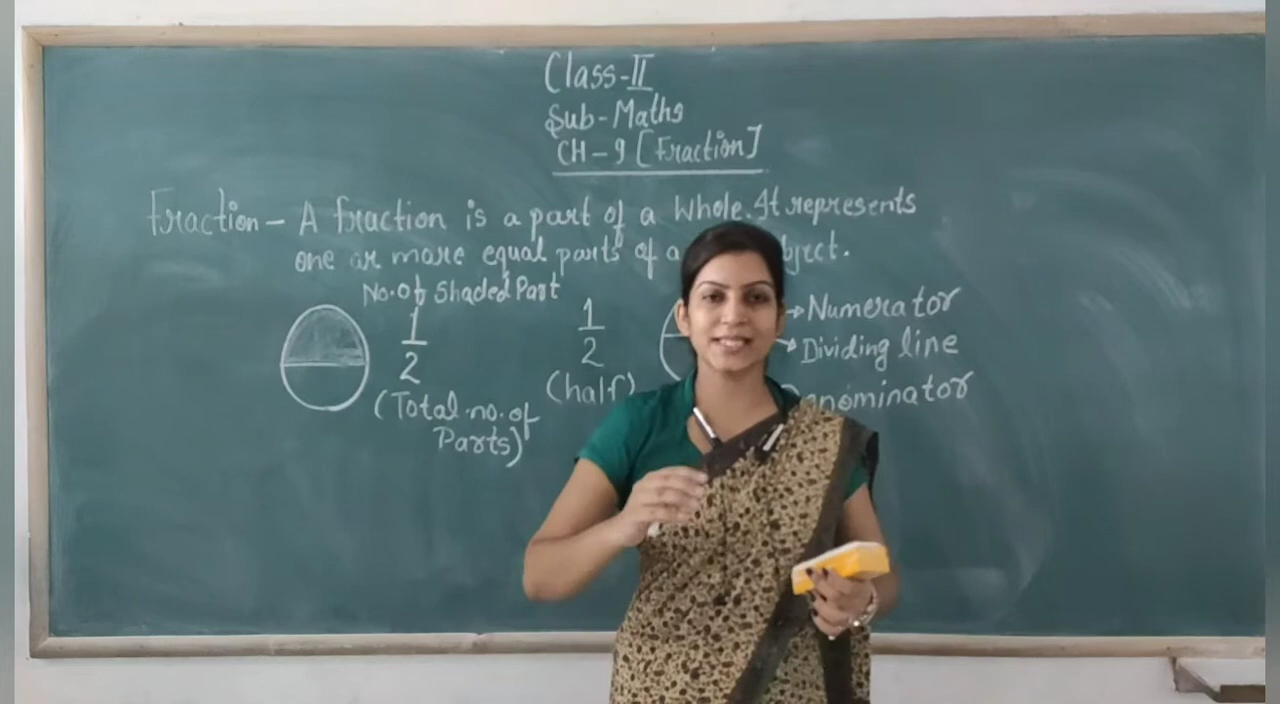 Class-II
Sub-Maths
CH-9 [Fraction]
Fraction - A fraction is a part of a whole. It represents
one or more equal parts of a
No. of Shaded Part
1
2
(Total no. of
Parts)
1
2
(half)
Numerator
Dividing line